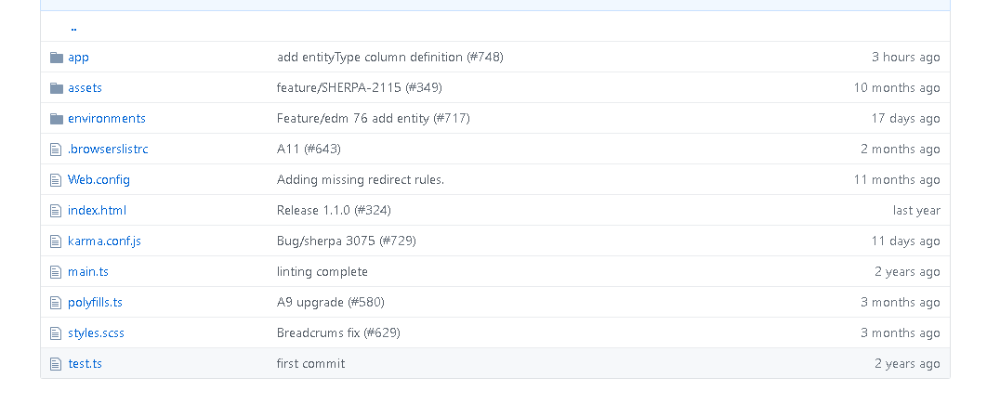 ..
app add entityType column definition (#748) 3 hours ago
assets feature/SHERPA-2115 (#349) 10 months ago
environments Feature/edm 76 add entity (#717) 17 days ago
.browserslistrc A11 (#643) 2 months ago
Web.config Adding missing redirect rules. 11 months ago
index.html Release 1.1.0 (#324) last year
karma.conf.js Bug/sherpa 3075 (#729) 11 days ago
main.ts linting complete 2 years ago
polyfills.ts A9 upgrade (#580) 3 months ago
styles.scss Breadcrums fix (#629) 3 months ago
test.ts first commit 2 years ago